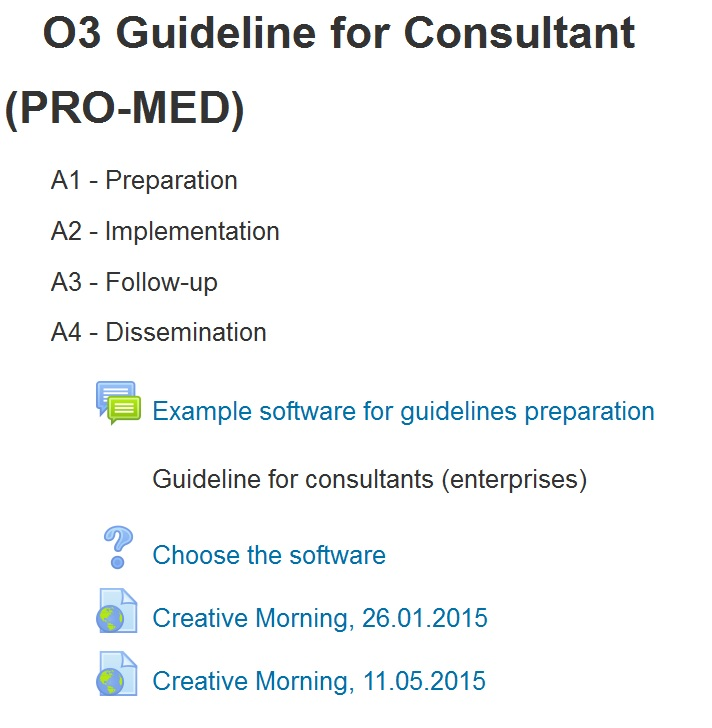 O3 Guideline for Consultant
(PRO-MED)
A1 - Preparation
A2 - Implementation
A3 - Follow-up
A4 - Dissemination
Example software for guidelines preparation
Guideline for consultants (enterprises)
Choose the software
Creative Morning, 26.01.2015
Creative Morning, 11.05.2015